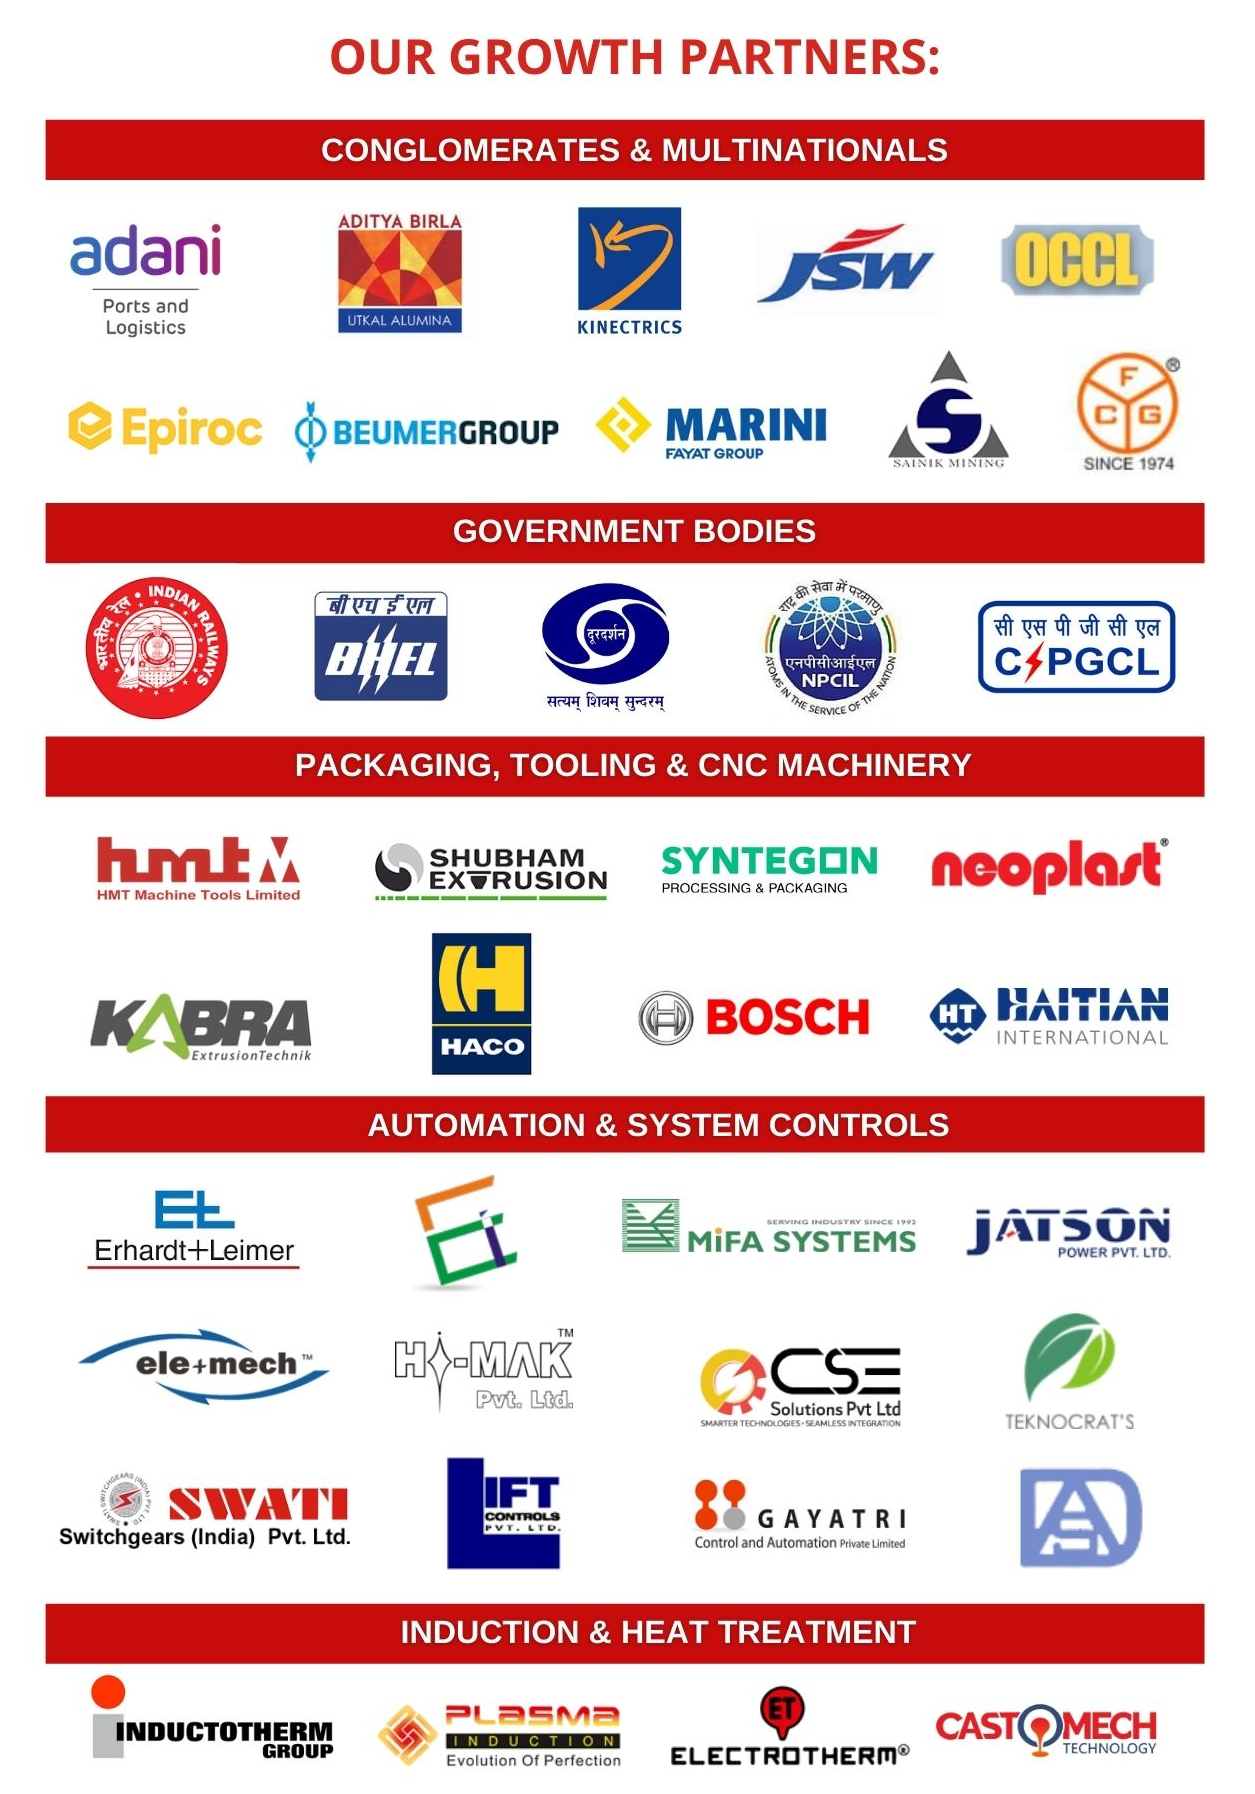 OUR GROWTH PARTNERS:
CONGLOMERATES & MULTINATIONALS
adani
Ports and
Logistics
ADITYA BIRLA
UTKAL ALUMINA
KINECTRICS
JSW
OCCL
Epiroc
BEUMERGROUP
MARINI
FAYAT GROUP
S
SAINIK MINING
F
C G
®
SINCE 1974
GOVERNMENT BODIES
भारतीय रेल • INDIAN RAILWAYS
बी एच ई एल
BHEL
दूरदर्शन
सत्यम् शिवम् सुन्दरम्
राष्ट्र की सेवा में परमाणु
एनपीसीआईएल
NPCIL
ATOMS IN THE SERVICE OF THE NATION
सी एस पी जी सी एल
CSPGCL
PACKAGING, TOOLING & CNC MACHINERY
hmt
HMT Machine Tools Limited
SHUBHAM
EXTRUSION
SYNTEGON
PROCESSING & PACKAGING
neoplast®
KABRA
ExtrusionTechnik
H
HACO
BOSCH
HT
HAITIAN
INTERNATIONAL
AUTOMATION & SYSTEM CONTROLS
E+L
Erhardt+Leimer
SERVING INDUSTRY SINCE 1992
MiFA SYSTEMS
JATSON
POWER PVT. LTD.
ele+mech™
HI-MAK™
Pvt. Ltd.
CSE
Solutions Pvt Ltd
SMARTER TECHNOLOGIES - SEAMLESS INTEGRATION
TEKNOCRAT'S
SWATI
Switchgears (India) Pvt. Ltd.
LIFT
CONTROLS
PVT. LTD.
GAYATRI
Control and Automation Private Limited
INDUCTION & HEAT TREATMENT
INDUCTOTHERM
GROUP
PLASMA
INDUCTION
Evolution Of Perfection
ET
ELECTROTHERM®
CASTOMECH
TECHNOLOGY